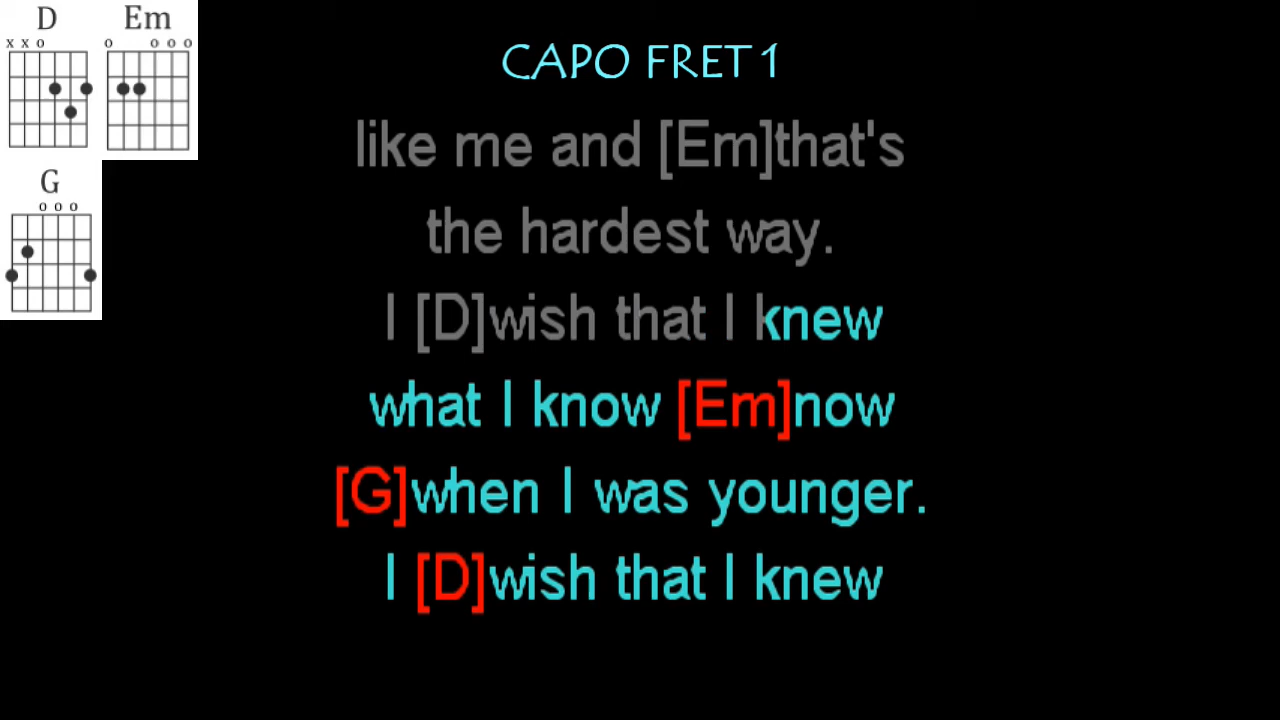 D Em
x x o o o o o
CAPO FRET 1
like me and [Em]that's
G
o o o
the hardest way.
I [D]wish that I knew
what I know [Em]now
[G]when I was younger.
I [D]wish that I knew